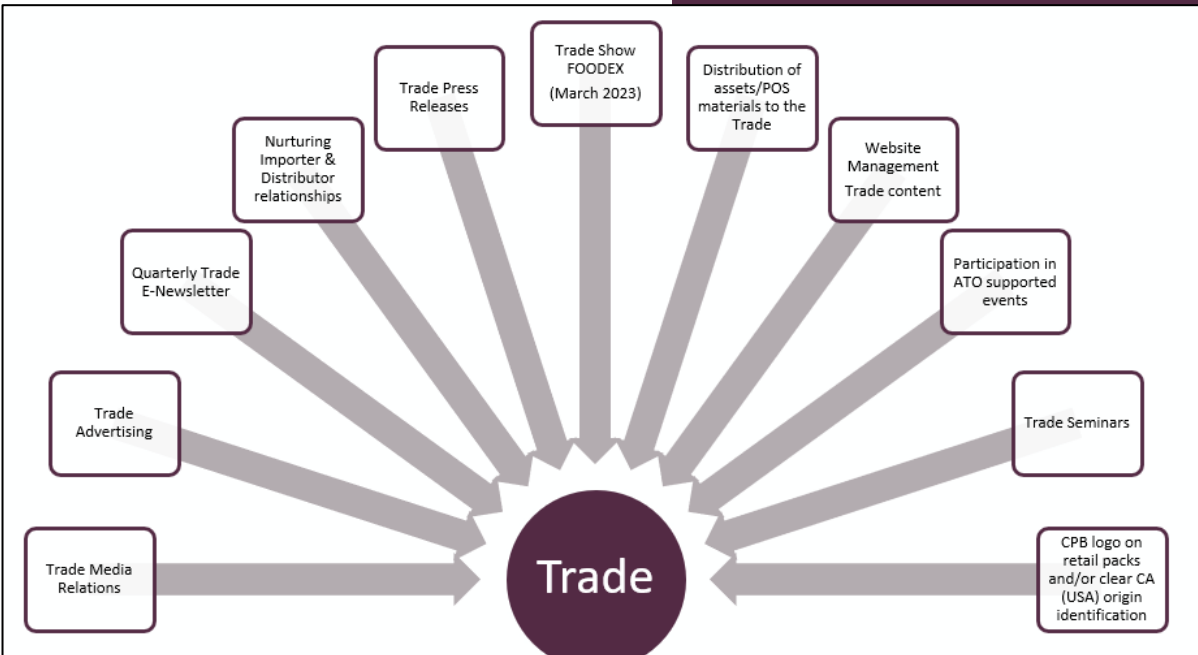 Trade Show
FOODEX
(March 2023)
Trade Press
Releases
Distribution of
assets/POS
materials to the
Trade
Nurturing
Importer &
Distributor
relationships
Website
Management
Trade content
Quarterly Trade
E-Newsletter
Participation in
ATO supported
events
Trade
Advertising
Trade Seminars
Trade Media
Relations
Trade
CPB logo on
retail packs
and/or clear CA
(USA) origin
identification